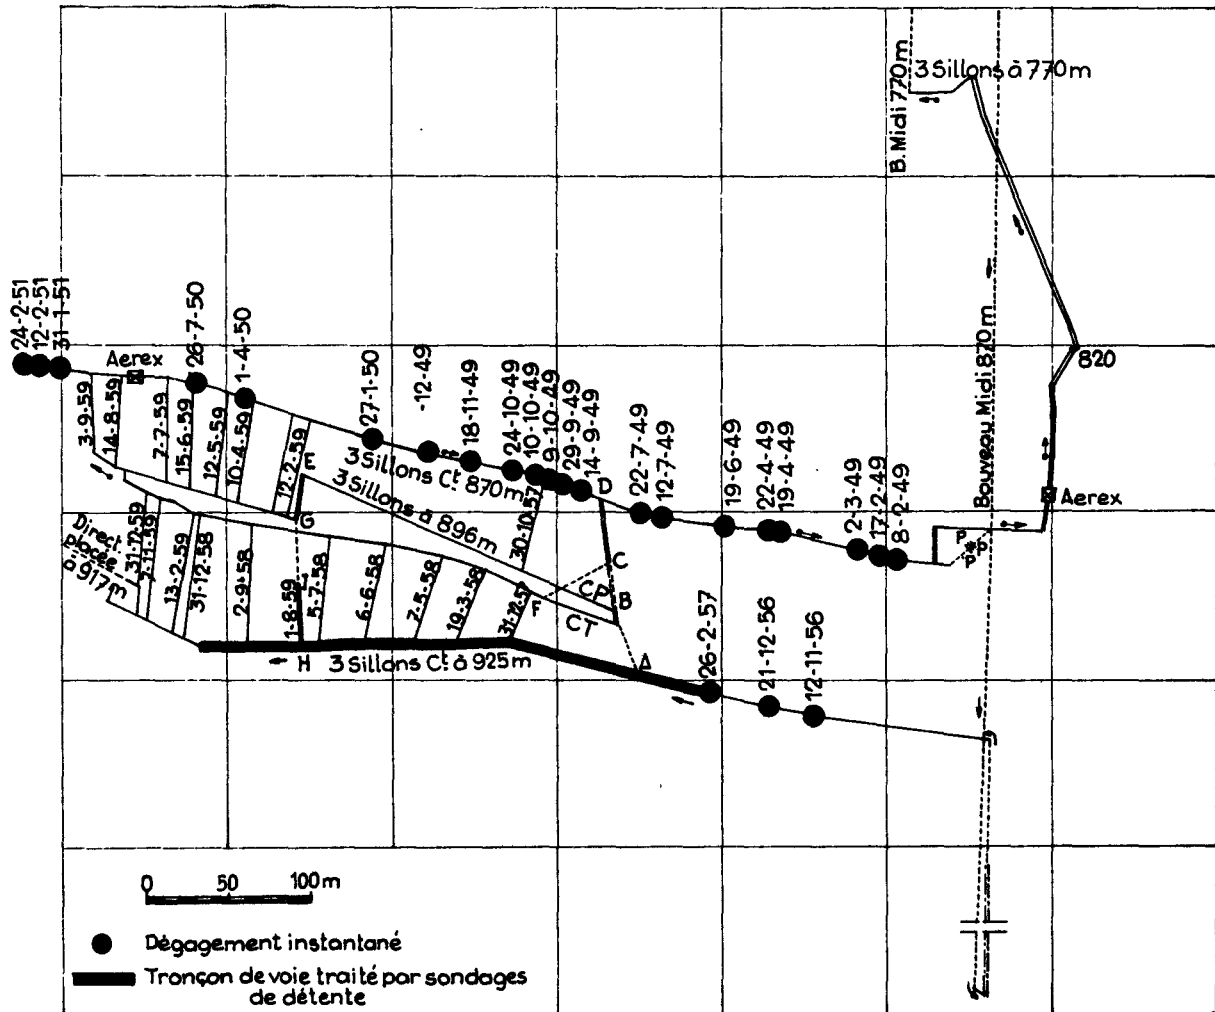 3 Sillons à 770m
B. Midi 770m
Bouveau Midi 870m
820
Aerex
24-2-51
12-2-51
31-1-51
Aerex
26-7-50
1-4-50
27-1-50
-12-49
18-11-49
24-10-49
10-10-49
9-10-49
29-9-49
14-9-49
D
22-7-49
12-7-49
19-6-49
22-4-49
19-4-49
2-3-49
17-2-49
8-2-49
P
P
P
3-9-59
14-8-59
7-7-59
15-6-59
12-5-59
10-4-59
12-2-59
E
G
3 Sillons Ct 870m
3 Sillons à 896m
30-10-57
C
CP
B
F
CT
A
Direct.
placée
à 917m
31-12-59
7-11-59
13-2-59
31-12-58
2-9-58
1-8-59
5-7-58
6-6-58
7-5-58
19-3-58
31-12-57
H
3 Sillons Ct à 925m
26-2-57
21-12-56
12-11-56
0 50 100m
Dégagement instantané
Tronçon de voie traité par sondages
de détente